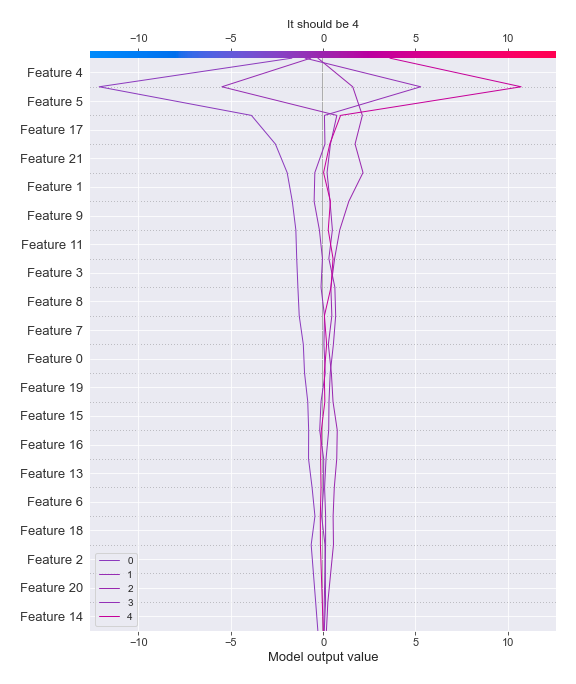 It should be 4
−10 −5 0 5 10
Feature 4
Feature 5
Feature 17
Feature 21
Feature 1
Feature 9
Feature 11
Feature 3
Feature 8
Feature 7
Feature 0
Feature 19
Feature 15
Feature 16
Feature 13
Feature 6
Feature 18
Feature 2
Feature 20
Feature 14
0
1
2
3
4
−10 −5 0 5 10
Model output value